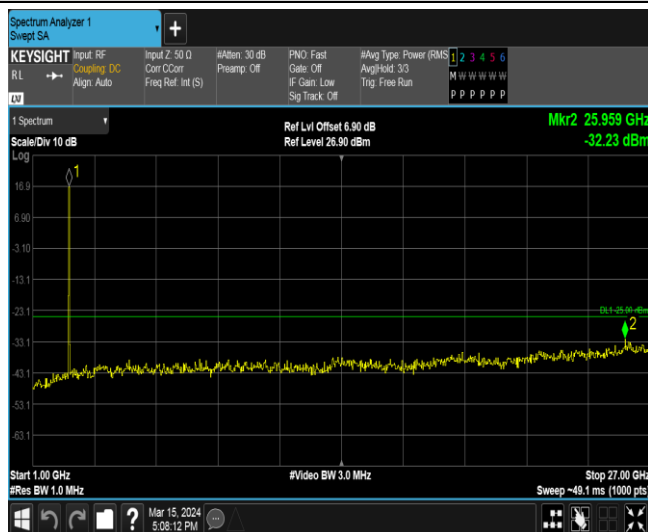 Spectrum Analyzer 1
Swept SA
+
KEYSIGHT
RL
LXI
Input: RF
Coupling: DC
Align: Auto
Input Z: 50 Ω
Corr CCorr
Freq Ref: Int (S)
#Atten: 30 dB
Preamp: Off
PNO: Fast
Gate: Off
IF Gain: Low
Sig Track: Off
#Avg Type: Power (RMS
Avg|Hold: 3/3
Trig: Free Run
1 2 3 4 5 6
M W W W W W
P P P P P P
1 Spectrum
Scale/Div 10 dB
Ref Lvl Offset 6.90 dB
Ref Level 26.90 dBm
Mkr2 25.959 GHz
-32.23 dBm
Log
1
16.9
6.90
-3.10
-13.1
-23.1
DL1 -25.00 dBm
2
-33.1
-43.1
-53.1
-63.1
Start 1.00 GHz
#Video BW 3.0 MHz
Stop 27.00 GHz
#Res BW 1.0 MHz
Sweep ~49.1 ms (1000 pts)
?
Mar 15, 2024
5:08:12 PM